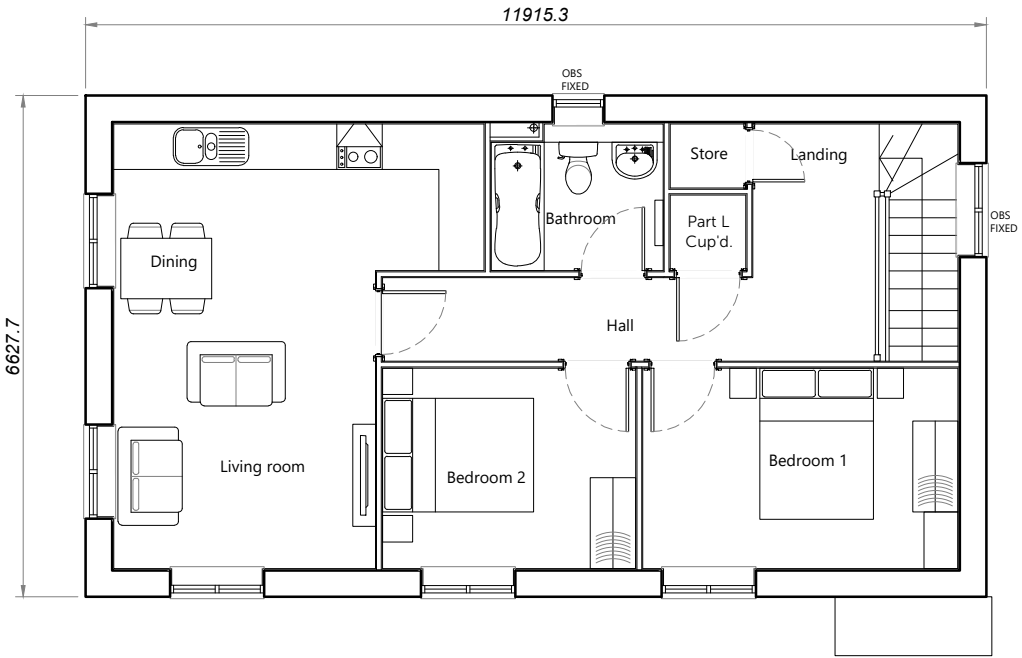 11915.3
OBS
FIXED
Store
Landing
Part L
Cup'd.
Bathroom
OBS
FIXED
Dining
6627.7
Hall
Living room
Bedroom 2
Bedroom 1